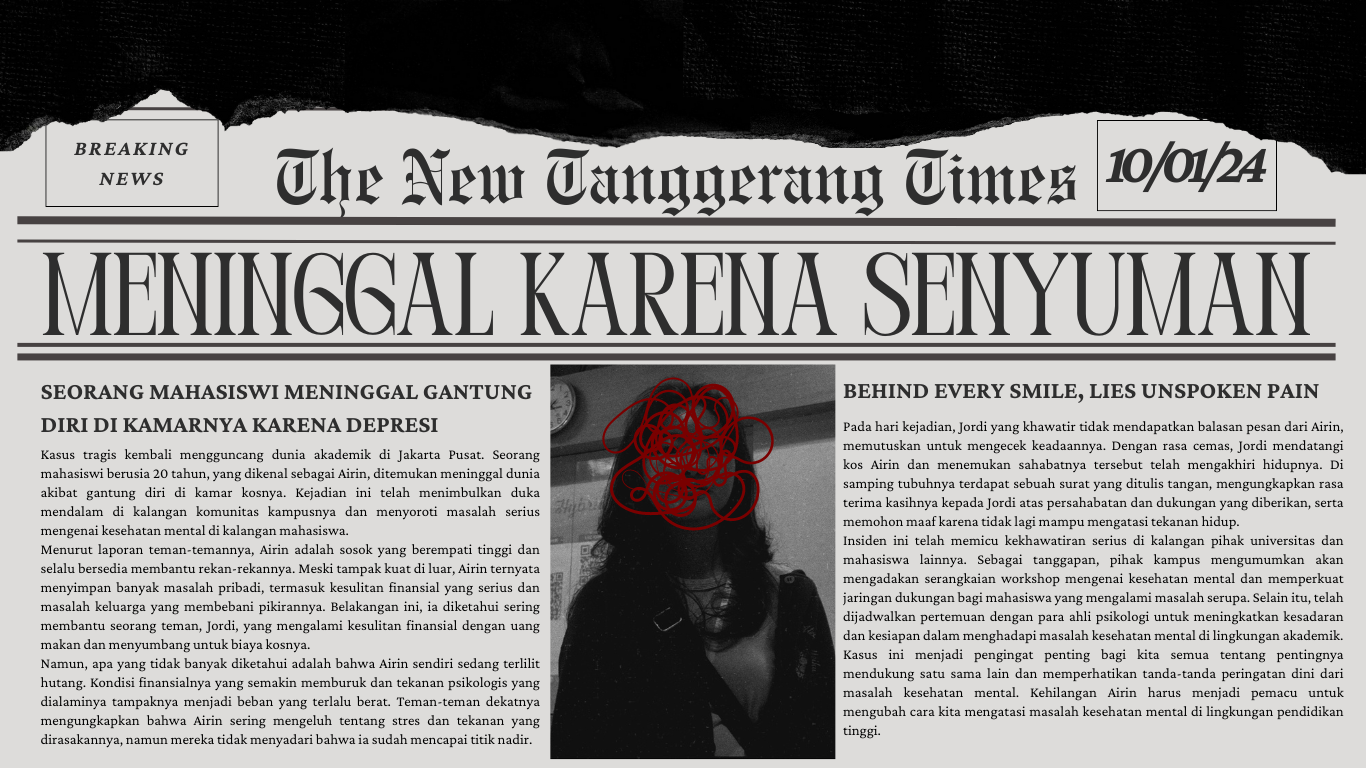 BREAKING
NEWS
The New Tanggerang Times
10/01/24
MENINGGAL KARENA SENYUMAN
SEORANG MAHASISWI MENINGGAL GANTUNG
DIRI DI KAMARNYA KARENA DEPRESI
Kasus tragis kembali mengguncang dunia akademik di Jakarta Pusat. Seorang
mahasiswi berusia 20 tahun, yang dikenal sebagai Airin, ditemukan meninggal dunia
akibat gantung diri di kamar kosnya. Kejadian ini telah menimbulkan duka
mendalam di kalangan komunitas kampusnya dan menyoroti masalah serius
mengenai kesehatan mental di kalangan mahasiswa.
Menurut laporan teman-temannya, Airin adalah sosok yang berempati tinggi dan
selalu bersedia membantu rekan-rekannya. Meski tampak kuat di luar, Airin ternyata
menyimpan banyak masalah pribadi, termasuk kesulitan finansial yang serius dan
masalah keluarga yang membebani pikirannya. Belakangan ini, ia diketahui sering
membantu seorang teman, Jordi, yang mengalami kesulitan finansial dengan uang
makan dan menyumbang untuk biaya kosnya.
Namun, apa yang tidak banyak diketahui adalah bahwa Airin sendiri sedang terlilit
hutang. Kondisi finansialnya yang semakin memburuk dan tekanan psikologis yang
dialaminya tampaknya menjadi beban yang terlalu berat. Teman-teman dekatnya
mengungkapkan bahwa Airin sering mengeluh tentang stres dan tekanan yang
dirasakannya, namun mereka tidak menyadari bahwa ia sudah mencapai titik nadir.
BEHIND EVERY SMILE, LIES UNSPOKEN PAIN
Pada hari kejadian, Jordi yang khawatir tidak mendapatkan balasan pesan dari Airin,
memutuskan untuk mengecek keadaannya. Dengan rasa cemas, Jordi mendatangi
kos Airin dan menemukan sahabatnya tersebut telah mengakhiri hidupnya. Di
samping tubuhnya terdapat sebuah surat yang ditulis tangan, mengungkapkan rasa
terima kasihnya kepada Jordi atas persahabatan dan dukungan yang diberikan, serta
memohon maaf karena tidak lagi mampu mengatasi tekanan hidup.
Insiden ini telah memicu kekhawatiran serius di kalangan pihak universitas dan
mahasiswa lainnya. Sebagai tanggapan, pihak kampus mengumumkan akan
mengadakan serangkaian workshop mengenai kesehatan mental dan memperkuat
jaringan dukungan bagi mahasiswa yang mengalami masalah serupa. Selain itu, telah
dijadwalkan pertemuan dengan para ahli psikologi untuk meningkatkan kesadaran
dan kesiapan dalam menghadapi masalah kesehatan mental di lingkungan akademik.
Kasus ini menjadi pengingat penting bagi kita semua tentang pentingnya
mendukung satu sama lain dan memperhatikan tanda-tanda peringatan dini dari
masalah kesehatan mental. Kehilangan Airin harus menjadi pemacu untuk
mengubah cara kita mengatasi masalah kesehatan mental di lingkungan pendidikan
tinggi.